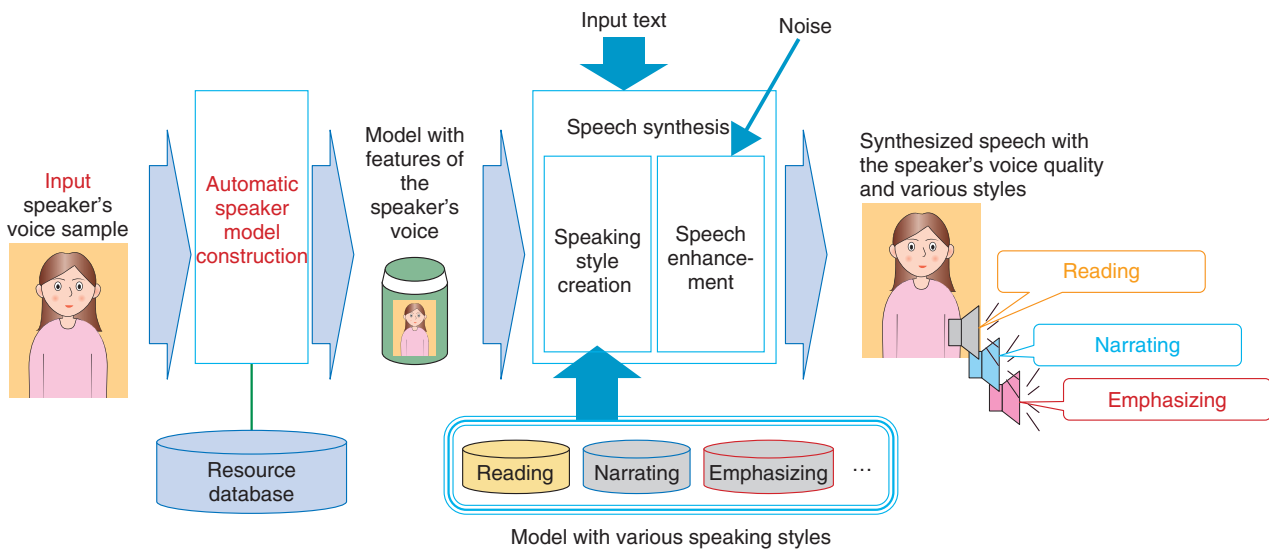 Input text
Noise
Input
speaker's
voice sample
Automatic
speaker
model
construction
Resource
database
Model with
features of
the
speaker's
voice
Speech synthesis
Speaking
style
creation
Speech
enhance-
ment
Reading
Narrating
Emphasizing
...
Model with various speaking styles
Synthesized speech with
the speaker's voice quality
and various styles
Reading
Narrating
Emphasizing